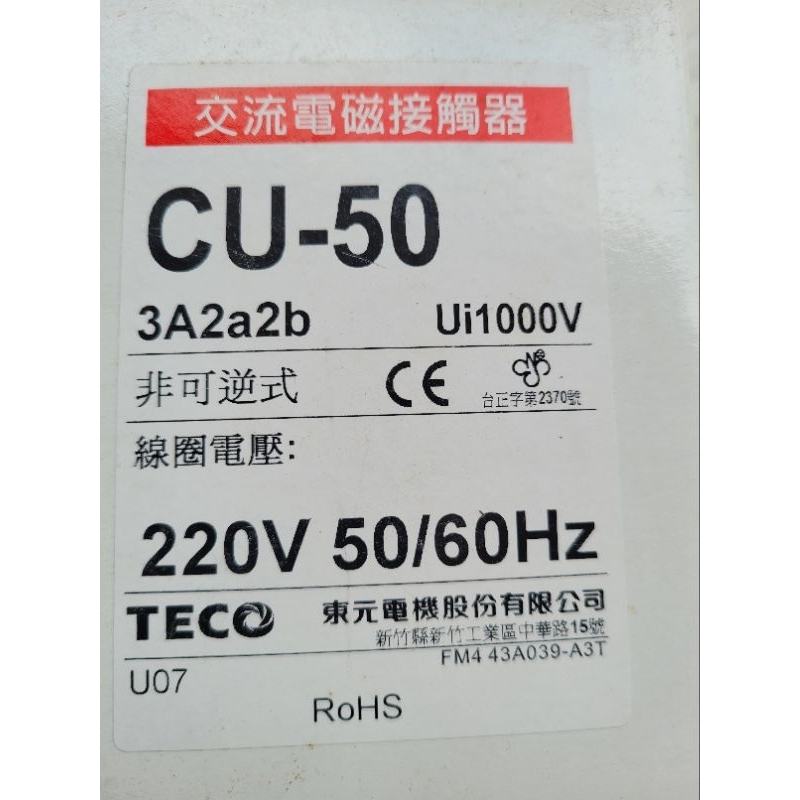 交流電磁接觸器
CU-50
3A2a2b Ui1000V
非可逆式 CE
台正字第2370號
線圈電壓:
220V 50/60Hz
TECO 東元電機股份有限公司
新竹縣新竹工業區中華路15號
FM4 43A039-A3T
U07
RoHS